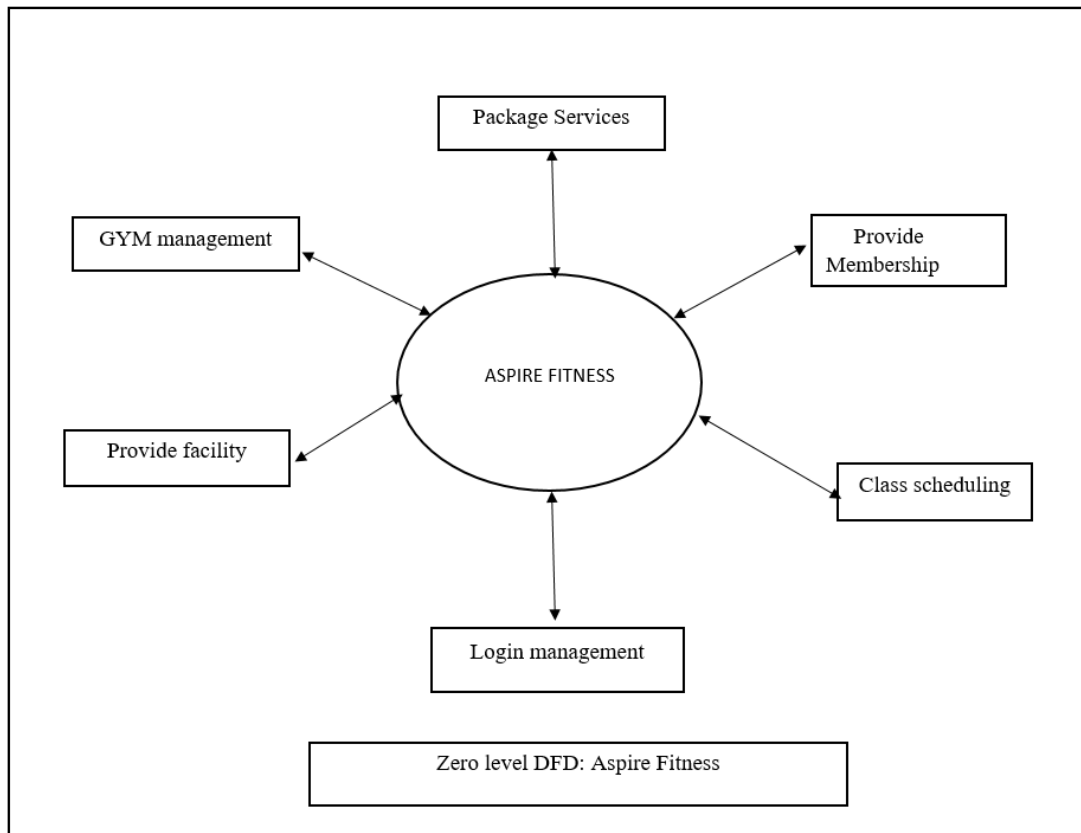 Package Services
GYM management
Provide
Membership
ASPIRE FITNESS
Provide facility
Class scheduling
Login management
Zero level DFD: Aspire Fitness